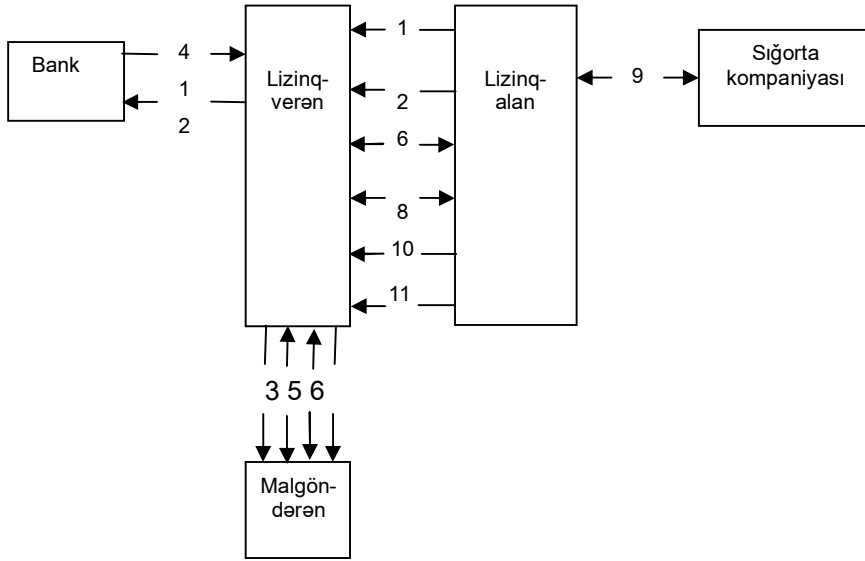 Bank
4
1
2
Lizinq-
verən
1
2
6
8
10
11
Lizinq-
alan
9
Sığorta
kompaniyası
3 5 6
Malgön-
dərən